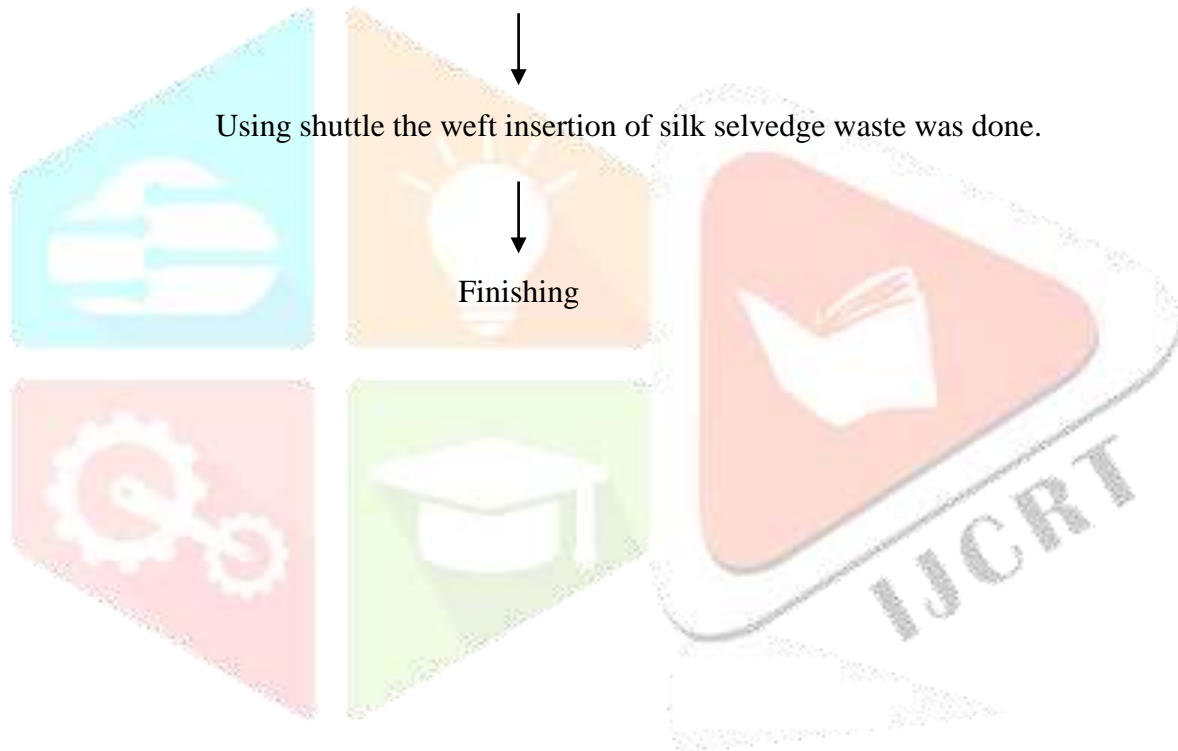 Using shuttle the weft insertion of silk selvedge waste was done.
Finishing
IJCRT